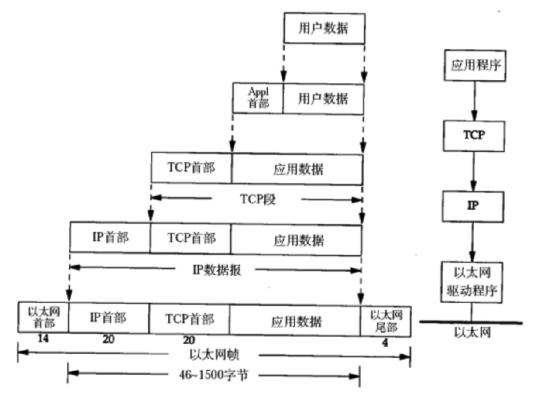 用户数据
应用程序
Appl
首部
用户数据
TCP
TCP首部
应用数据
TCP段
IP
IP首部
TCP首部
应用数据
IP数据报
以太网
驱动程序
以太网
首部
IP首部
TCP首部
应用数据
以太网
尾部
以太网
14
20
20
4
以太网帧
46~1500字节